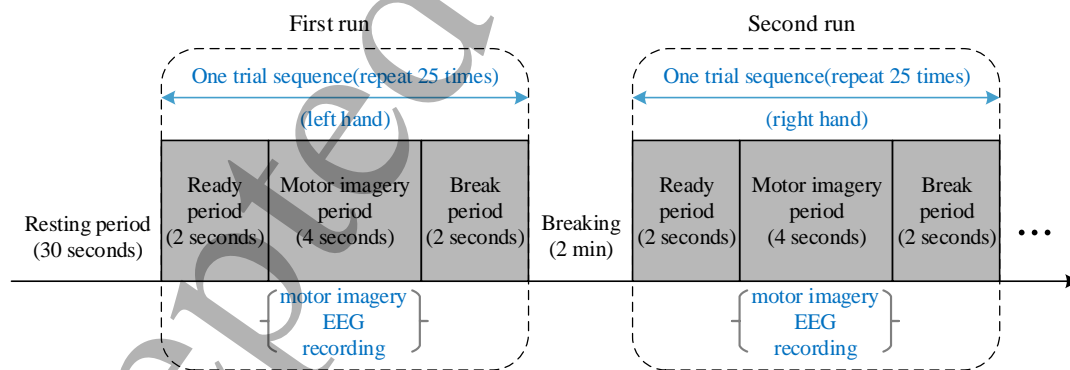 First run
Second run
One trial sequence(repeat 25 times)
One trial sequence(repeat 25 times)
(left hand)
(right hand)
Resting period
(30 seconds)
Ready
period
(2 seconds)
Motor imagery
period
(4 seconds)
Break
period
(2 seconds)
Breaking
(2 min)
Ready
period
(2 seconds)
Motor imagery
period
(4 seconds)
Break
period
(2 seconds)
...
motor imagery
EEG
recording
motor imagery
EEG
recording
epted